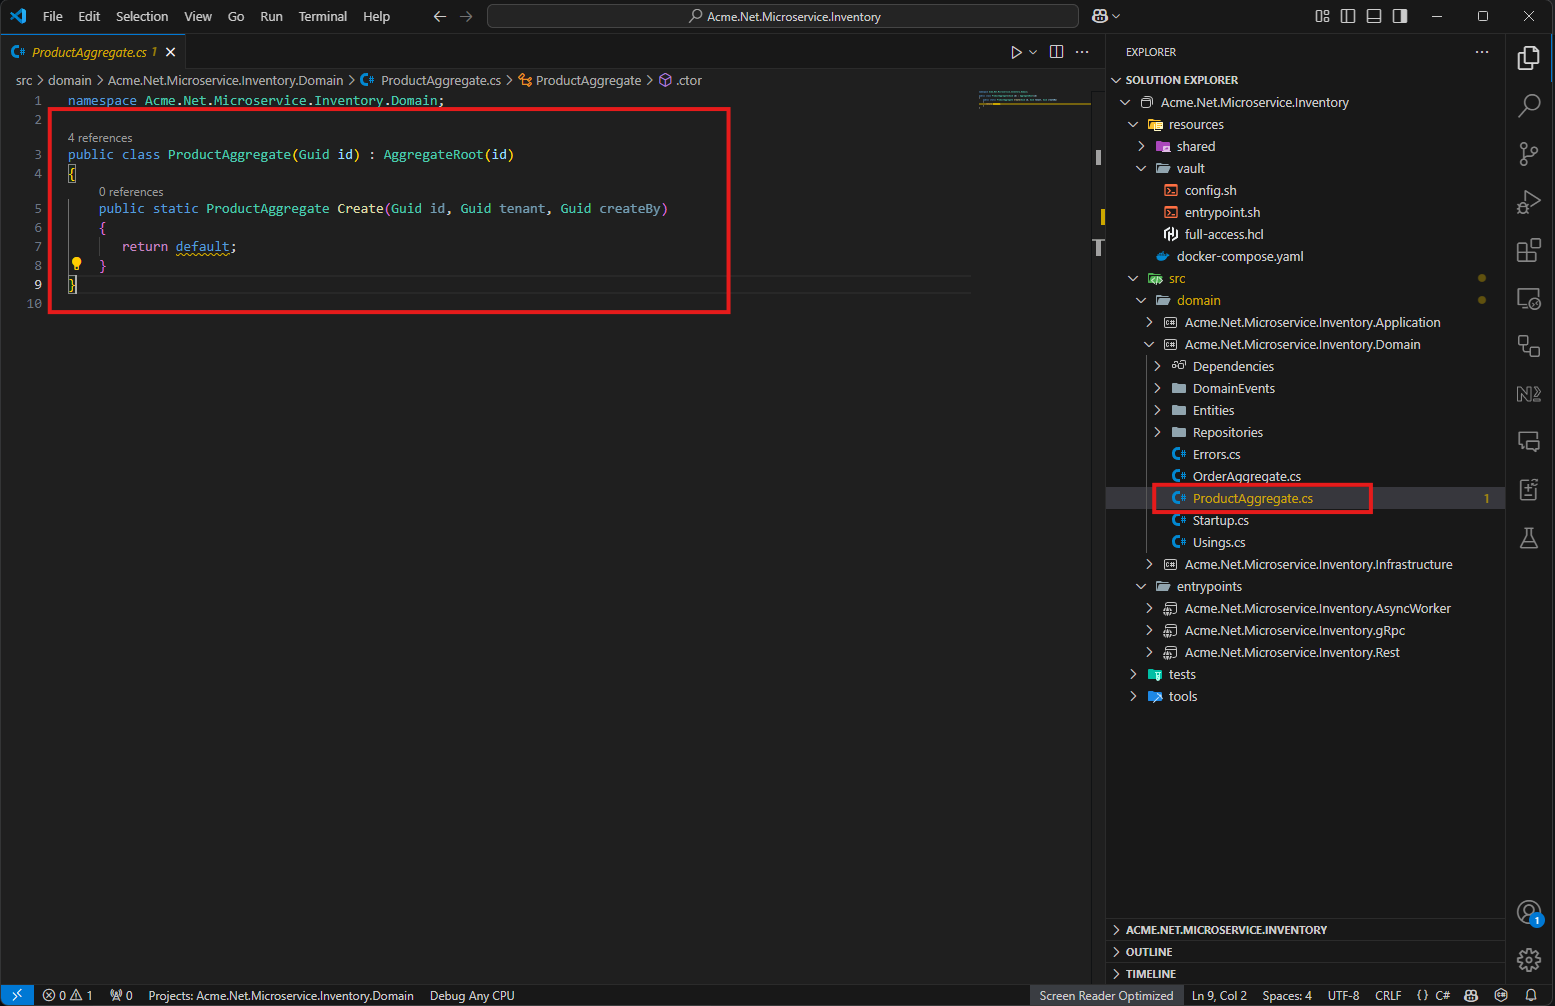 File Edit Selection View Go Run Terminal Help
Acme.Net.Microservice.Inventory
ProductAggregate.cs 1
src > domain > Acme.Net.Microservice.Inventory.Domain > ProductAggregate.cs > ProductAggregate > .ctor
1 namespace Acme.Net.Microservice.Inventory.Domain;
2
4 references
3 public class ProductAggregate(Guid id) : AggregateRoot(id)
4 {
0 references
5 public static ProductAggregate Create(Guid id, Guid tenant, Guid createBy)
6 {
7 return default;
8 }
9 }
10
EXPLORER
SOLUTION EXPLORER
Acme.Net.Microservice.Inventory
resources
shared
vault
config.sh
entrypoint.sh
full-access.hcl
docker-compose.yaml
src
domain
Acme.Net.Microservice.Inventory.Application
Acme.Net.Microservice.Inventory.Domain
Dependencies
DomainEvents
Entities
Repositories
Errors.cs
OrderAggregate.cs
ProductAggregate.cs 1
Startup.cs
Usings.cs
Acme.Net.Microservice.Inventory.Infrastructure
entrypoints
Acme.Net.Microservice.Inventory.AsyncWorker
Acme.Net.Microservice.Inventory.gRpc
Acme.Net.Microservice.Inventory.Rest
tests
tools
ACME.NET.MICROSERVICE.INVENTORY
OUTLINE
TIMELINE
1
0 1 0 Projects: Acme.Net.Microservice.Inventory.Domain Debug Any CPU Screen Reader Optimized Ln 9, Col 2 Spaces: 4 UTF-8 CRLF {} C#